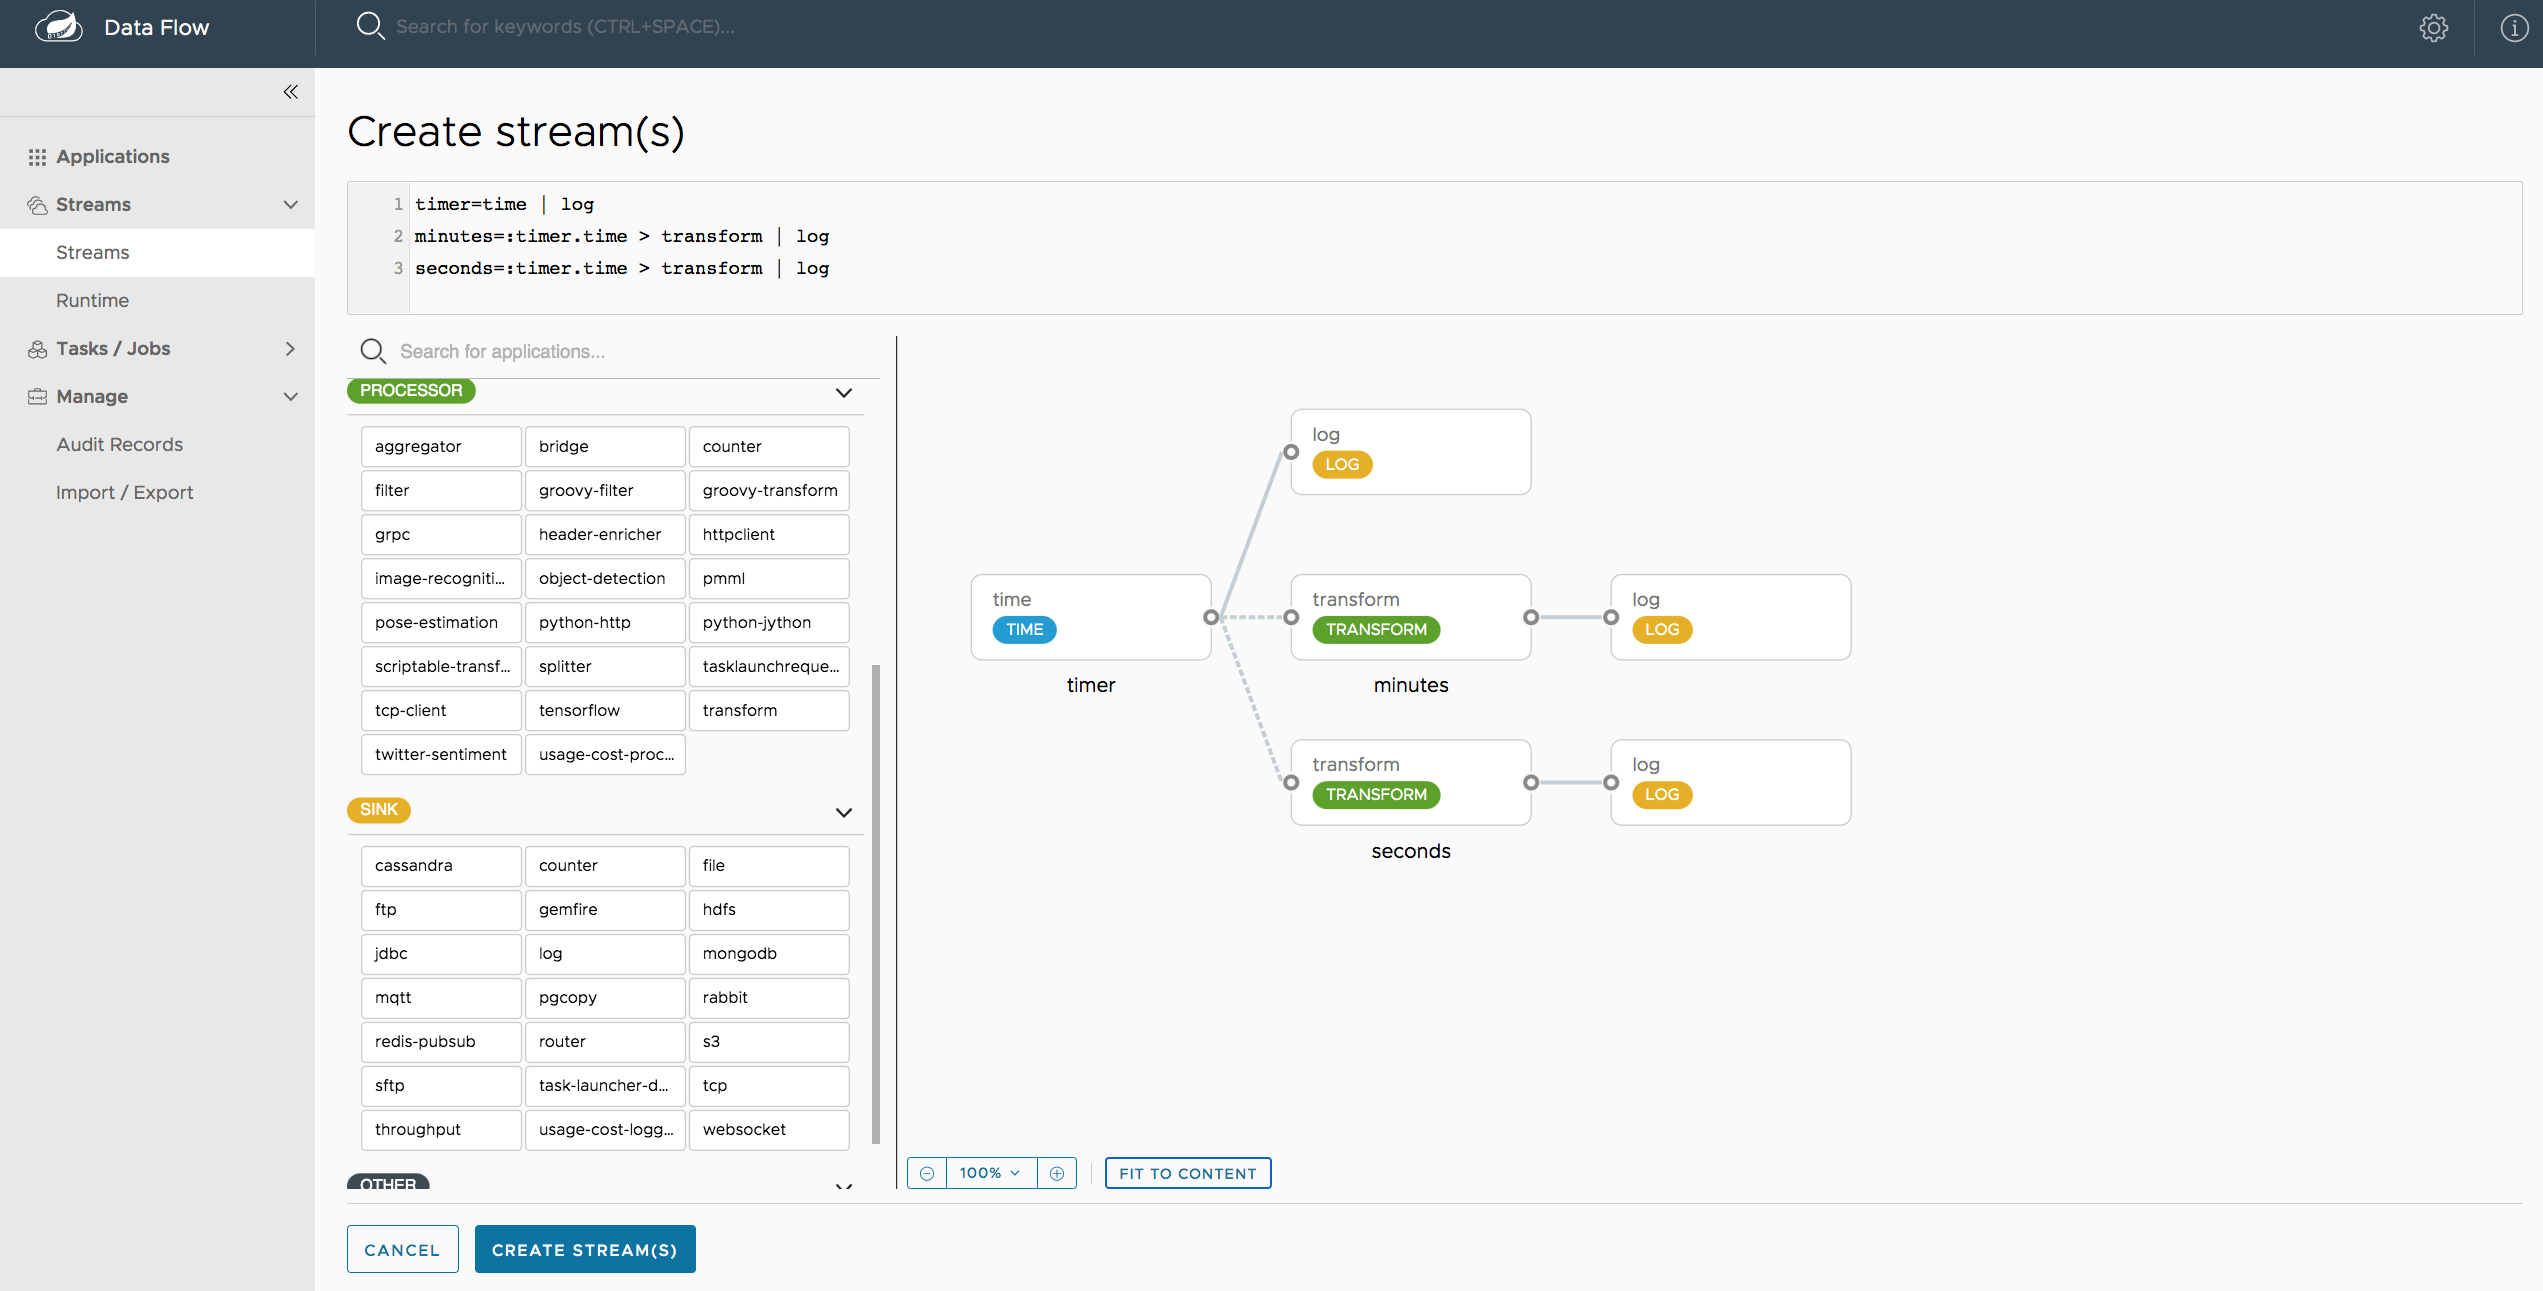 Data Flow
Search for keywords (CTRL+SPACE)...
Applications
Streams
Streams
Runtime
Tasks / Jobs
Manage
Audit Records
Import / Export
Create stream(s)
1 timer=time | log
2 minutes=:timer.time > transform | log
3 seconds=:timer.time > transform | log
Search for applications...
PROCESSOR
aggregator bridge counter
filter groovy-filter groovy-transform
grpc header-enricher httpclient
image-recogniti... object-detection pmml
pose-estimation python-http python-jython
scriptable-transf... splitter tasklaunchreque...
tcp-client tensorflow transform
twitter-sentiment usage-cost-proc...
SINK
cassandra counter file
ftp gemfire hdfs
jdbc log mongodb
mqtt pgcopy rabbit
redis-pubsub router s3
sftp task-launcher-d... tcp
throughput usage-cost-logg... websocket
OTHER
log
LOG
time
TIME
timer
transform
TRANSFORM
minutes
log
LOG
transform
TRANSFORM
seconds
log
LOG
100%
FIT TO CONTENT
CANCEL
CREATE STREAM(S)